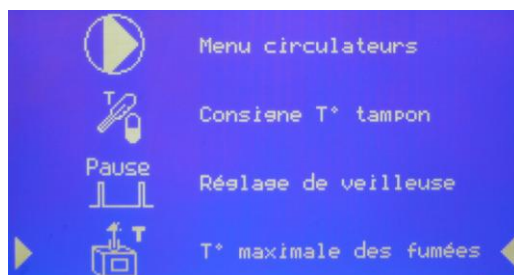 Menu circulateurs
T
Consigne T° tampon
Pause
Réglage de veilleuse
T
T° maximale des fumées